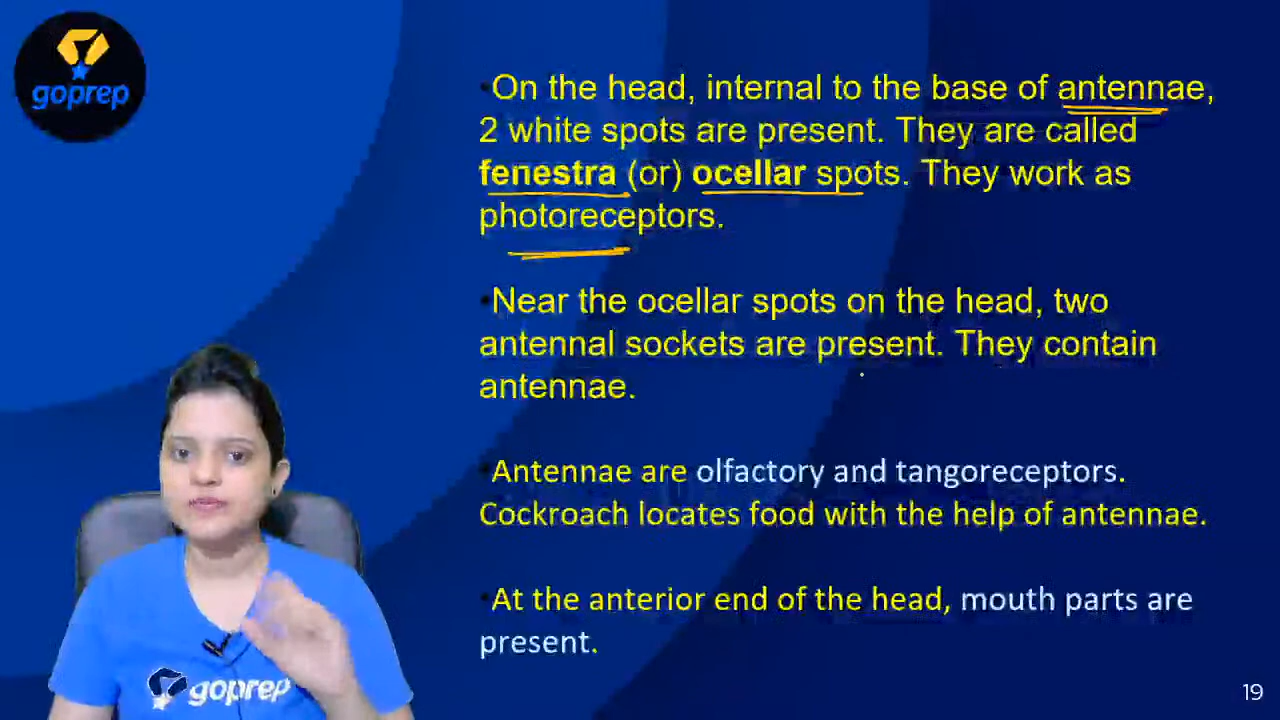 goprep
•On the head, internal to the base of antennae,
2 white spots are present. They are called
fenestra (or) ocellar spots. They work as
photoreceptors.
•Near the ocellar spots on the head, two
antennal sockets are present. They contain
antennae.
•Antennae are olfactory and tangoreceptors.
Cockroach locates food with the help of antennae.
•At the anterior end of the head, mouth parts are
present.
goprep
19